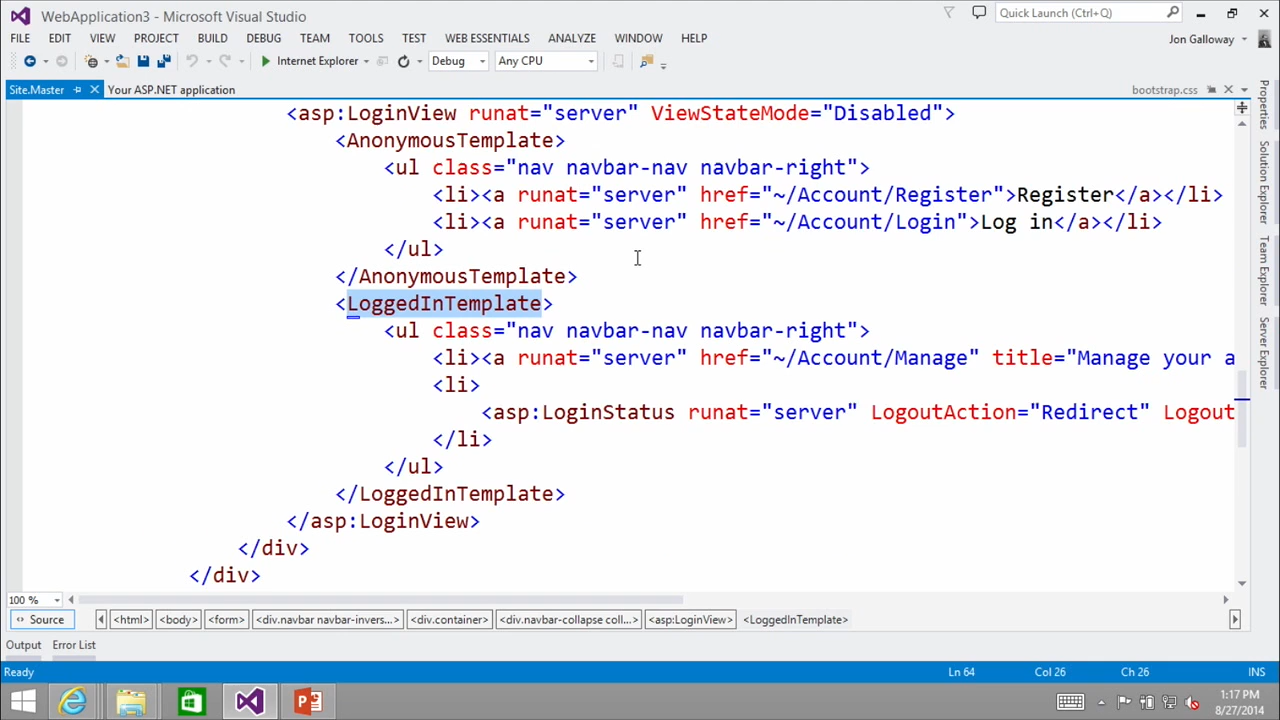 WebApplication3 - Microsoft Visual Studio
Quick Launch (Ctrl+Q)
FILE EDIT VIEW PROJECT BUILD DEBUG TEAM TOOLS TEST WEB ESSENTIALS ANALYZE WINDOW HELP
Jon Galloway
Internet Explorer Debug Any CPU
Site.Master Your ASP.NET application bootstrap.css
<asp:LoginView runat="server" ViewStateMode="Disabled">
<AnonymousTemplate>
<ul class="nav navbar-nav navbar-right">
<li><a runat="server" href="~/Account/Register">Register</a></li>
<li><a runat="server" href="~/Account/Login">Log in</a></li>
</ul>
</AnonymousTemplate>
<LoggedInTemplate>
<ul class="nav navbar-nav navbar-right">
<li><a runat="server" href="~/Account/Manage" title="Manage your a
<li>
<asp:LoginStatus runat="server" LogoutAction="Redirect" Logout
</li>
</ul>
</LoggedInTemplate>
</asp:LoginView>
</div>
</div>
Properties
Solution Explorer
Team Explorer
Server Explorer
100 %
Source <html> <body> <form> <div.navbar navbar-invers...> <div.container> <div.navbar-collapse coll...> <asp:LoginView> <LoggedInTemplate>
Output Error List
Ready Ln 64 Col 26 Ch 26 INS
1:17 PM
8/27/2014